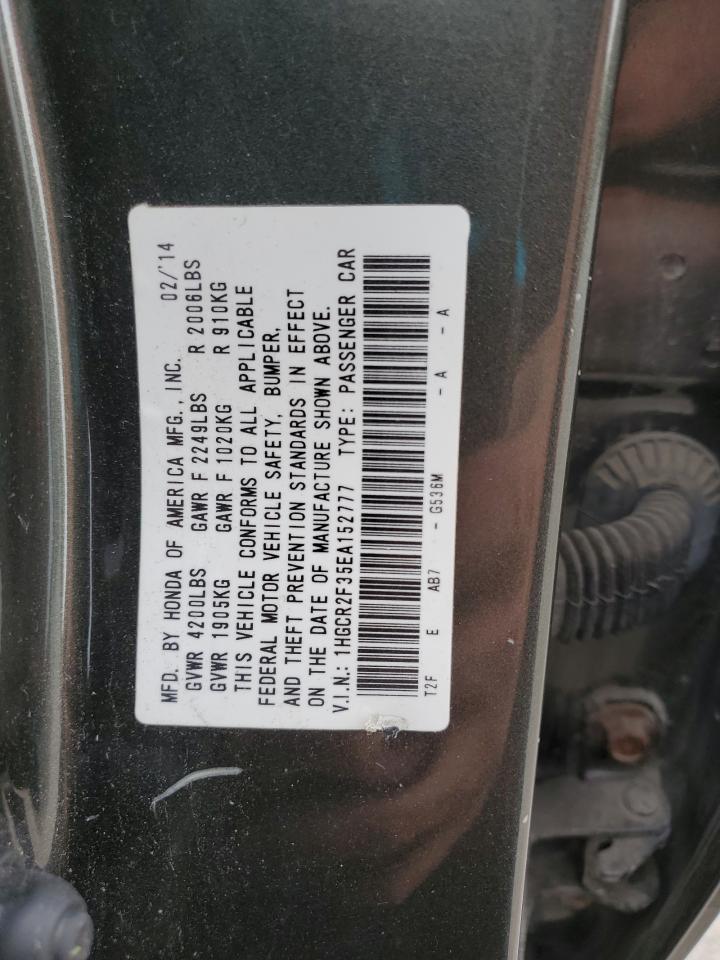 MFD. BY HONDA OF AMERICA MFG., INC. 02/'14
GVWR 4200LBS GAWR F 2249LBS R 2006LBS
GVWR 1905KG GAWR F 1020KG R 910KG
THIS VEHICLE CONFORMS TO ALL APPLICABLE
FEDERAL MOTOR VEHICLE SAFETY, BUMPER,
AND THEFT PREVENTION STANDARDS IN EFFECT
ON THE DATE OF MANUFACTURE SHOWN ABOVE.
V.I.N.: 1HGCR2F35EA152777 TYPE: PASSENGER CAR
T2F E AB7 - G536M - A - A